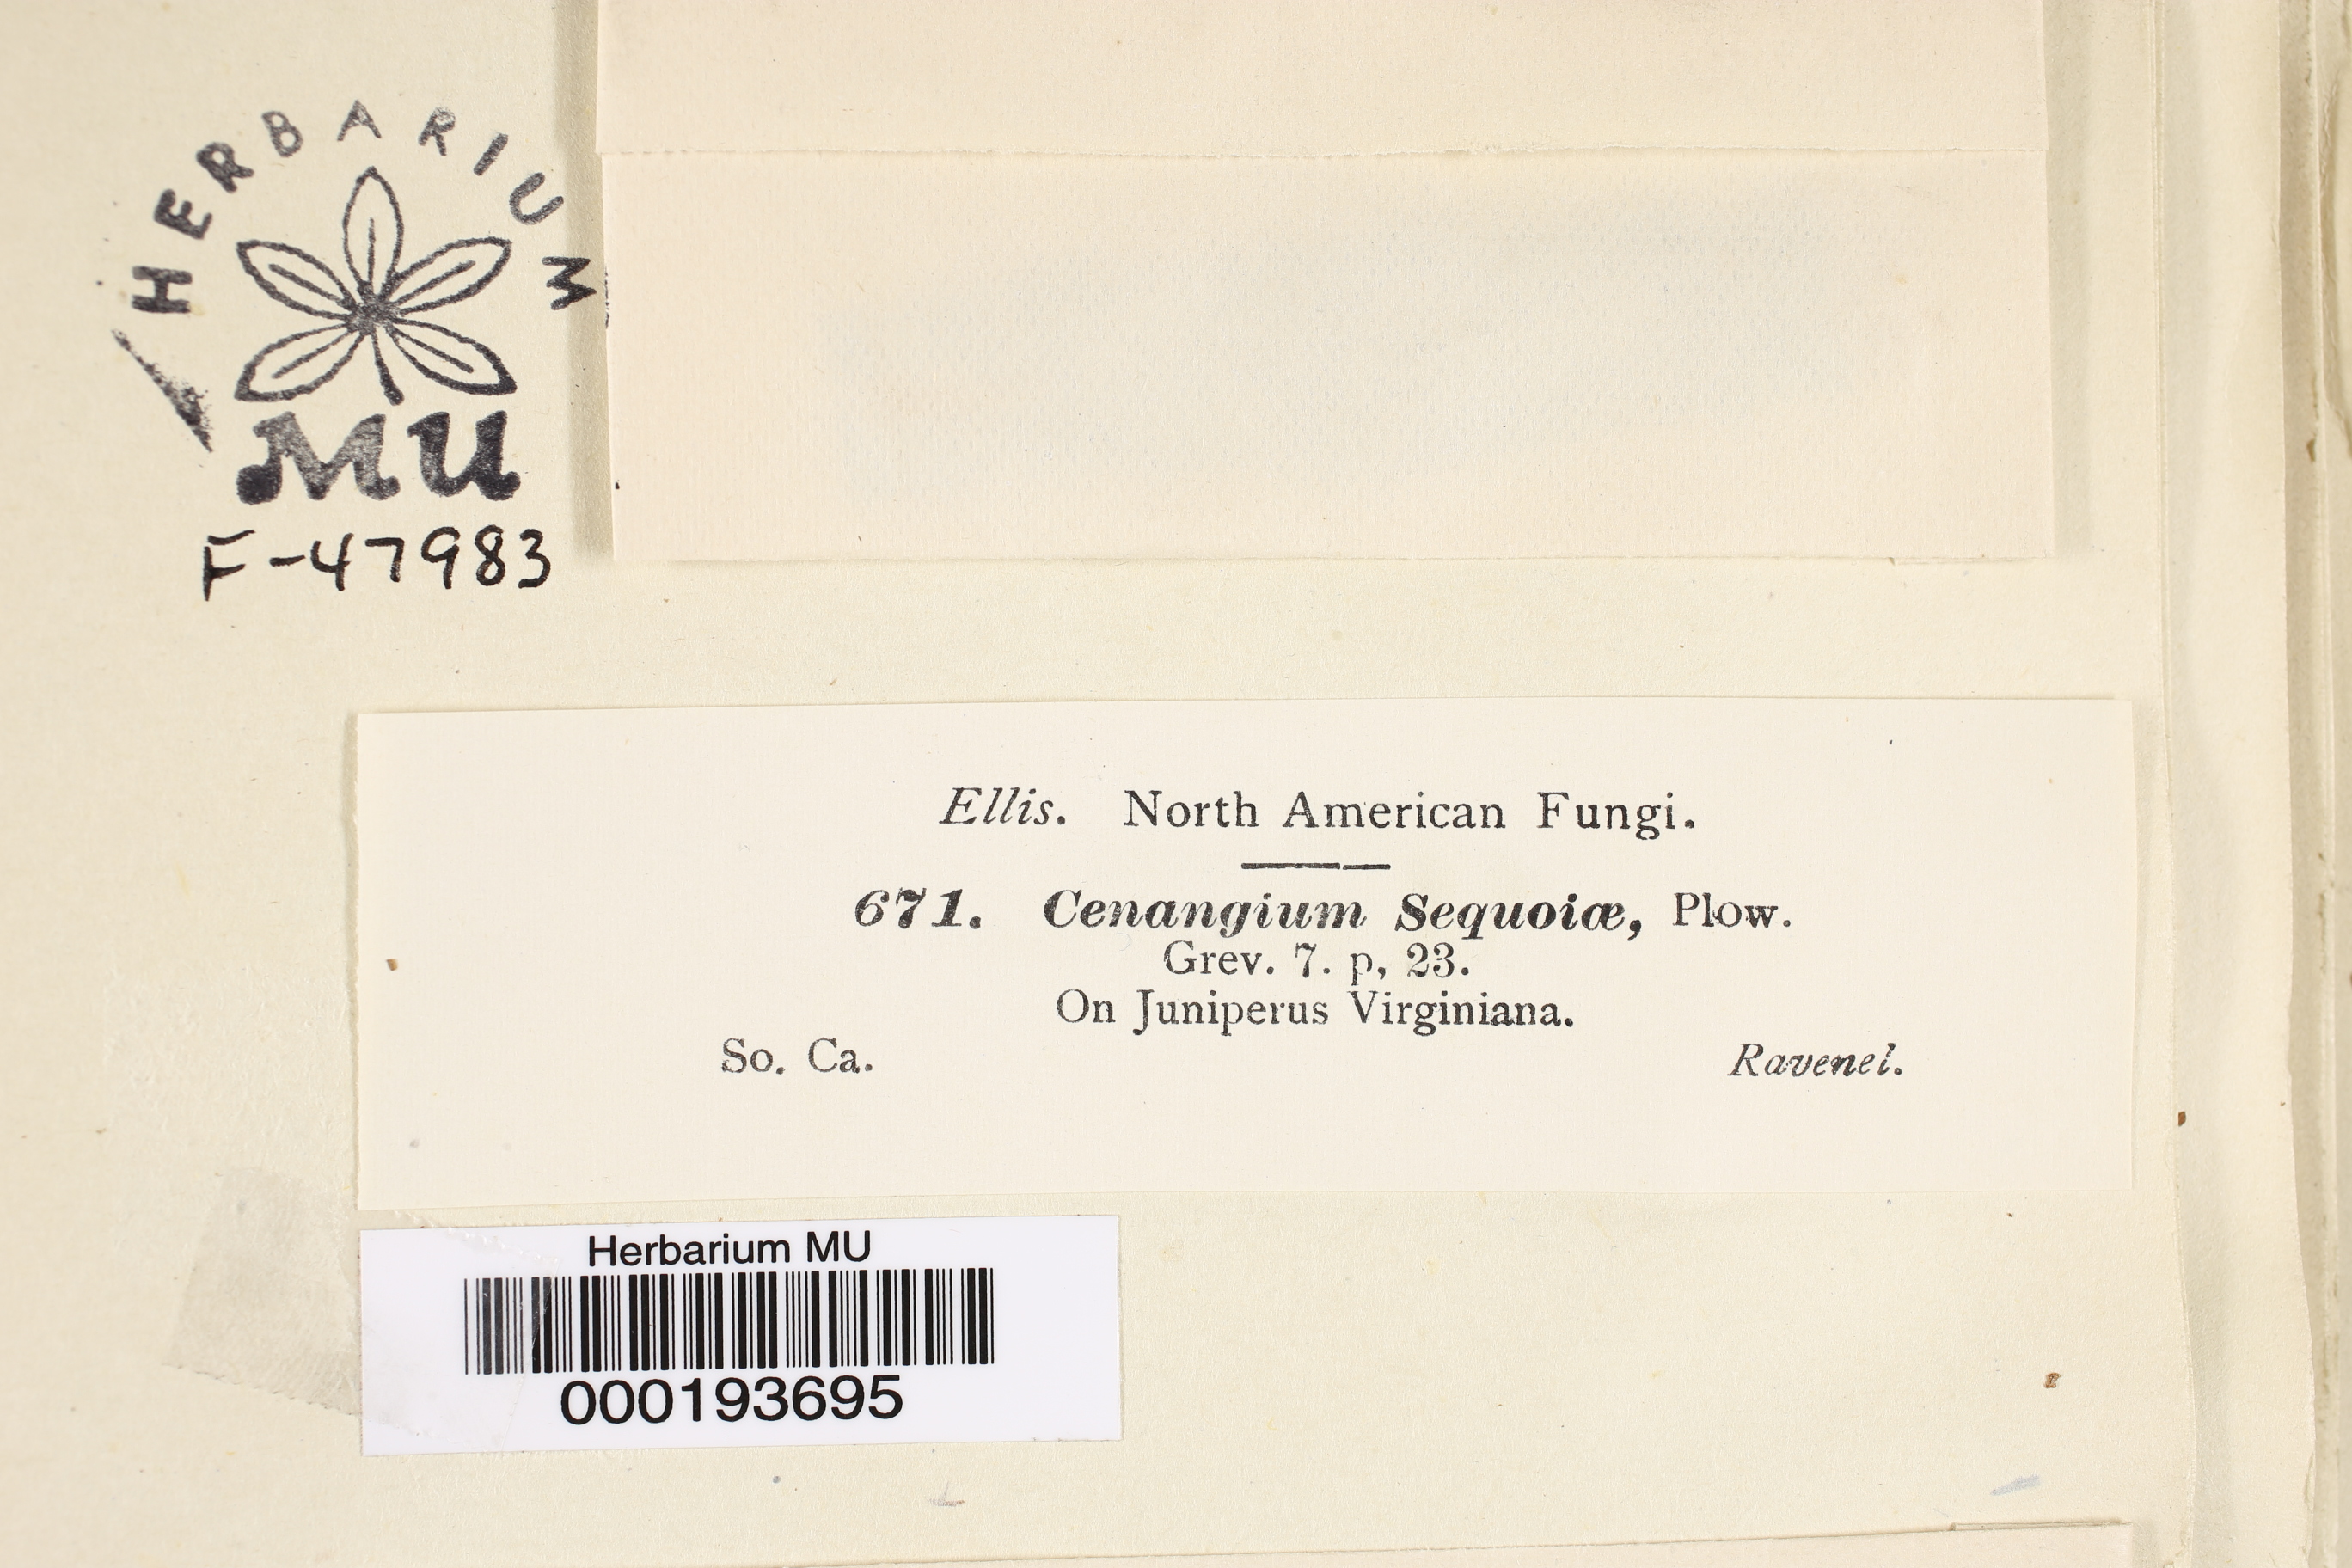 HERBARIUM
MU
F-47983
Ellis. North American Fungi.
671. Cenangium Sequoiæ, Plow.
Grev. 7. p, 23.
On Juniperus Virginiana.
So. Ca. Ravenel.
Herbarium MU
000193695